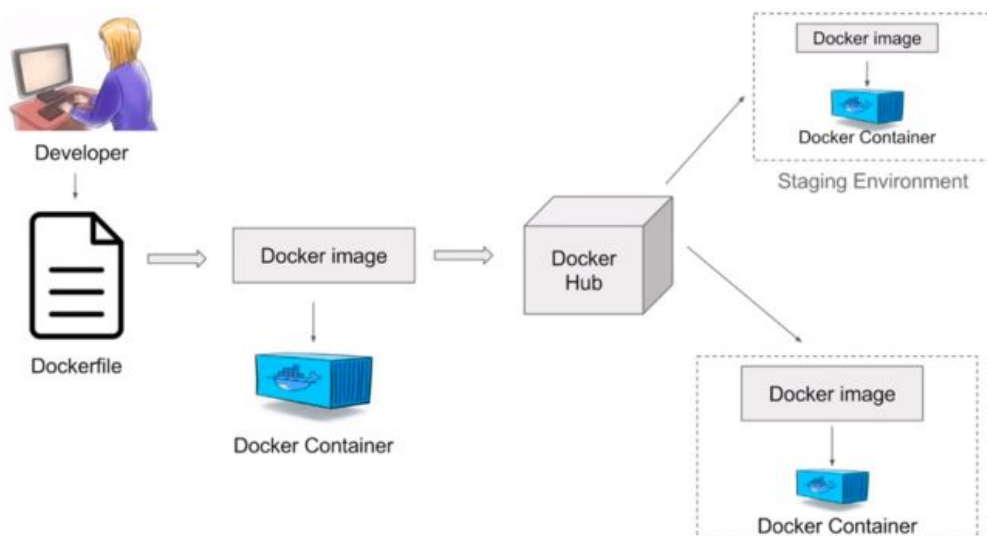 Developer
Dockerfile
Docker image
Docker Container
Docker
Hub
Docker image
Docker Container
Staging Environment
Docker image
Docker Container